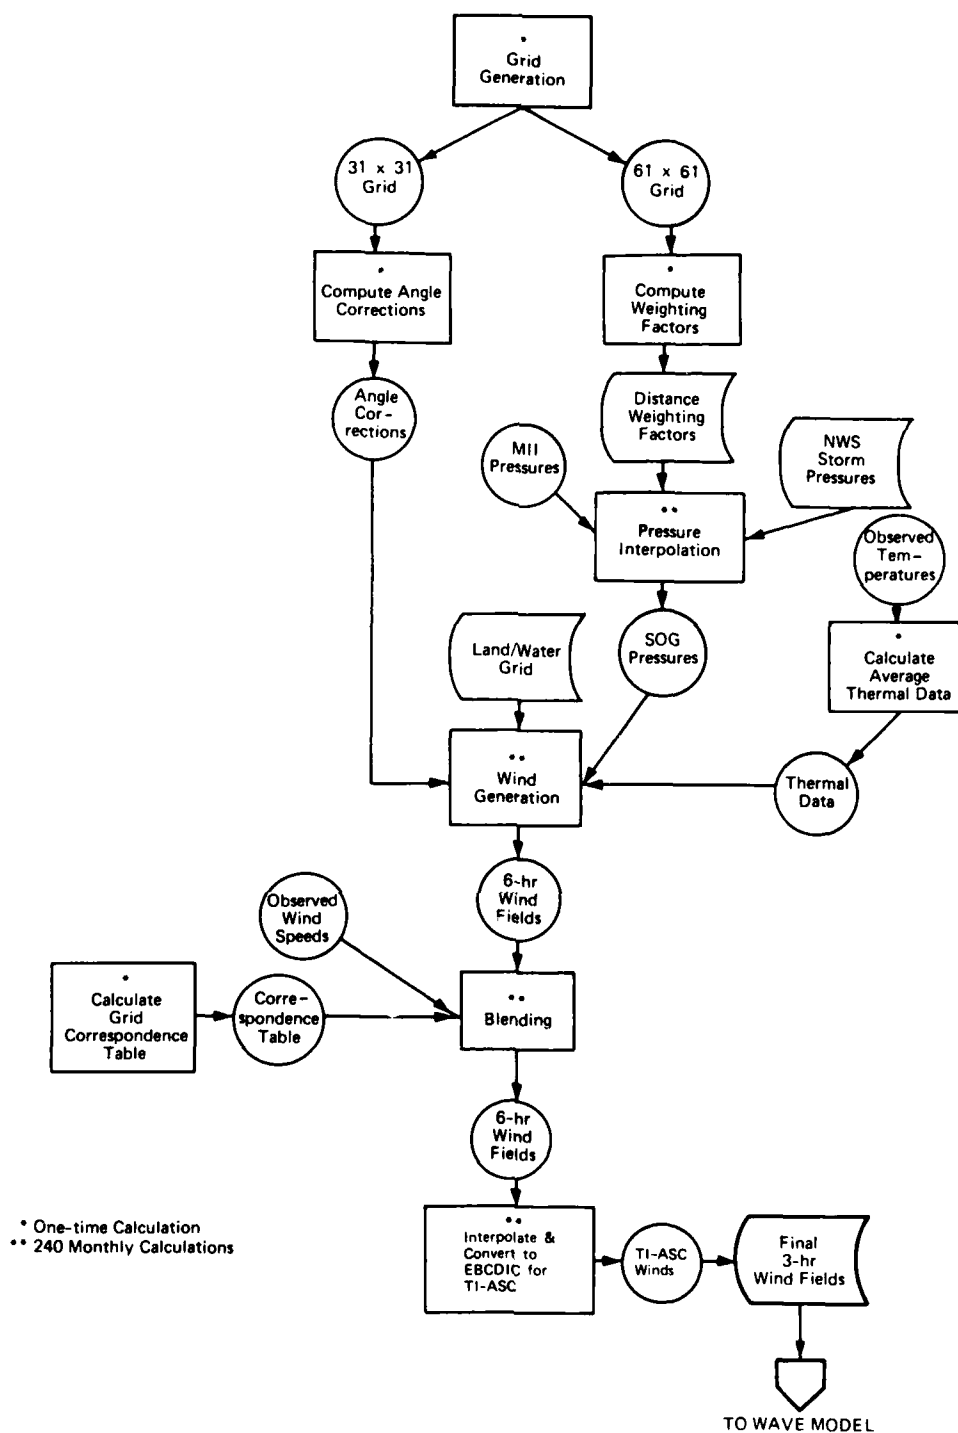 *
Grid
Generation
31 x 31
Grid
61 x 61
Grid
*
Compute Angle
Corrections
*
Compute
Weighting
Factors
Angle
Cor-
rections
Distance
Weighting
Factors
MII
Pressures
NWS
Storm
Pressures
**
Pressure
Interpolation
Observed
Tem-
peratures
Land/Water
Grid
SOG
Pressures
*
Calculate
Average
Thermal Data
**
Wind
Generation
Thermal
Data
6-hr
Wind
Fields
Observed
Wind
Speeds
*
Calculate
Grid
Correspondence
Table
Corre-
spondence
Table
**
Blending
6-hr
Wind
Fields
* One-time Calculation
** 240 Monthly Calculations
**
Interpolate &
Convert to
EBCDIC for
TI-ASC
TI-ASC
Winds
Final
3-hr
Wind Fields
TO WAVE MODEL